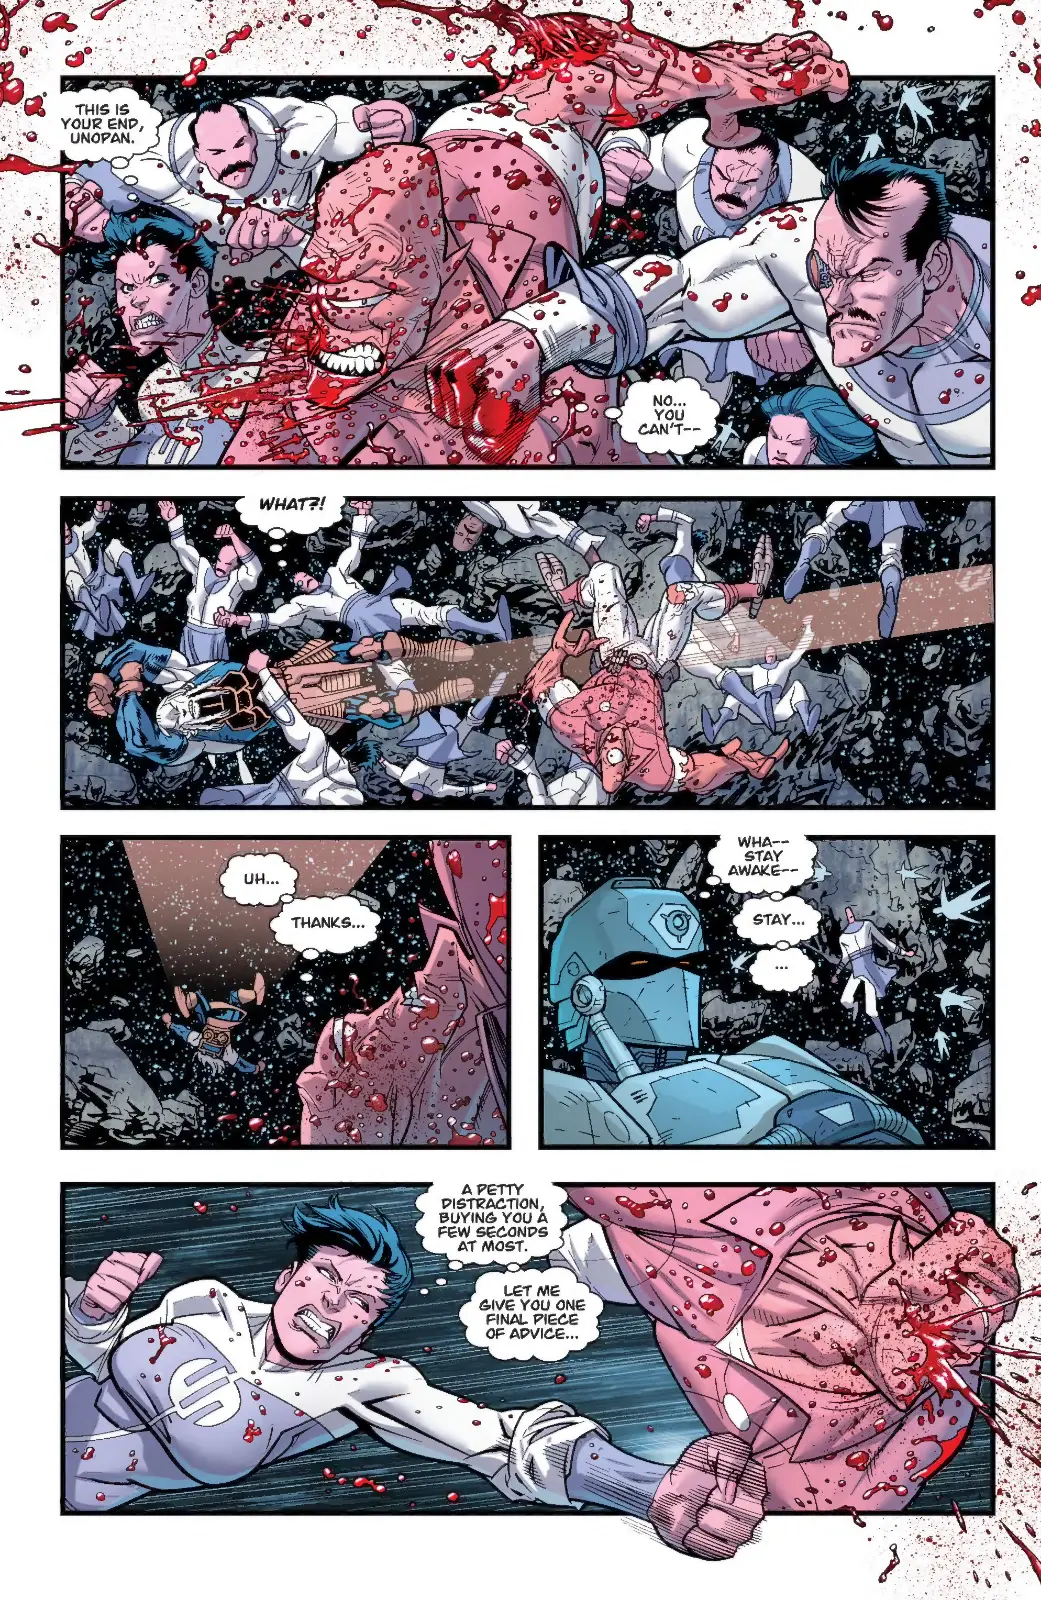 THIS IS
YOUR END,
UNOPAN.
NO...
YOU
CAN'T--
WHAT?!
UH...
THANKS...
WHA--
STAY
AWAKE--
STAY...
...
A PETTY
DISTRACTION,
BUYING YOU A
FEW SECONDS
AT MOST.
LET ME
GIVE YOU ONE
FINAL PIECE
OF ADVICE...